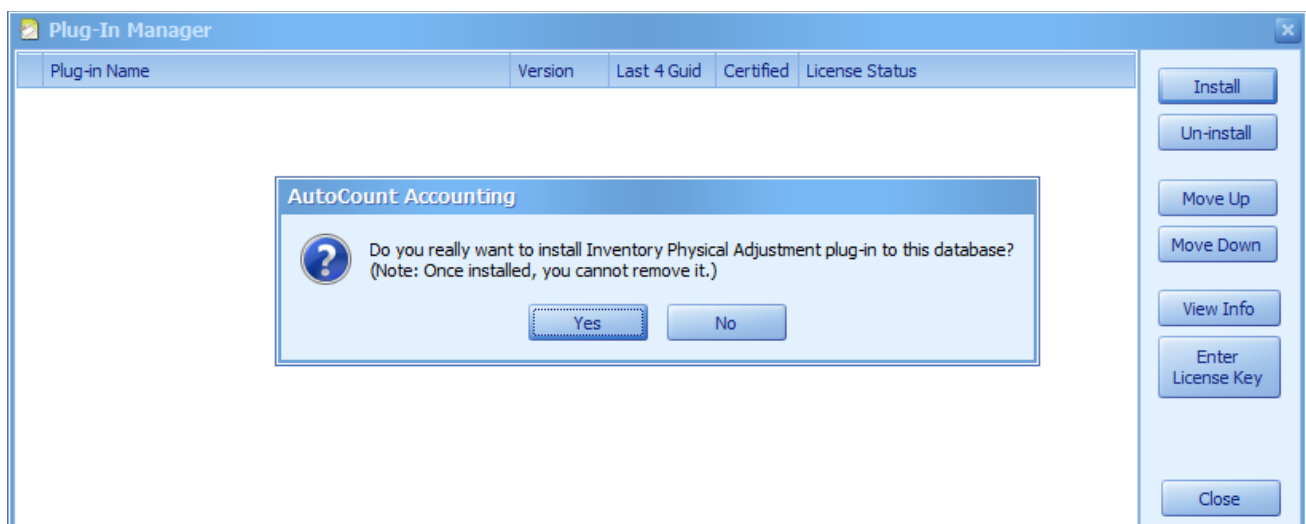 Plug-In Manager
Plug-in Name Version Last 4 Guid Certified License Status
Install
Un-install
AutoCount Accounting
Do you really want to install Inventory Physical Adjustment plug-in to this database?
(Note: Once installed, you cannot remove it.)
Yes No
Move Up
Move Down
View Info
Enter
License Key
Close